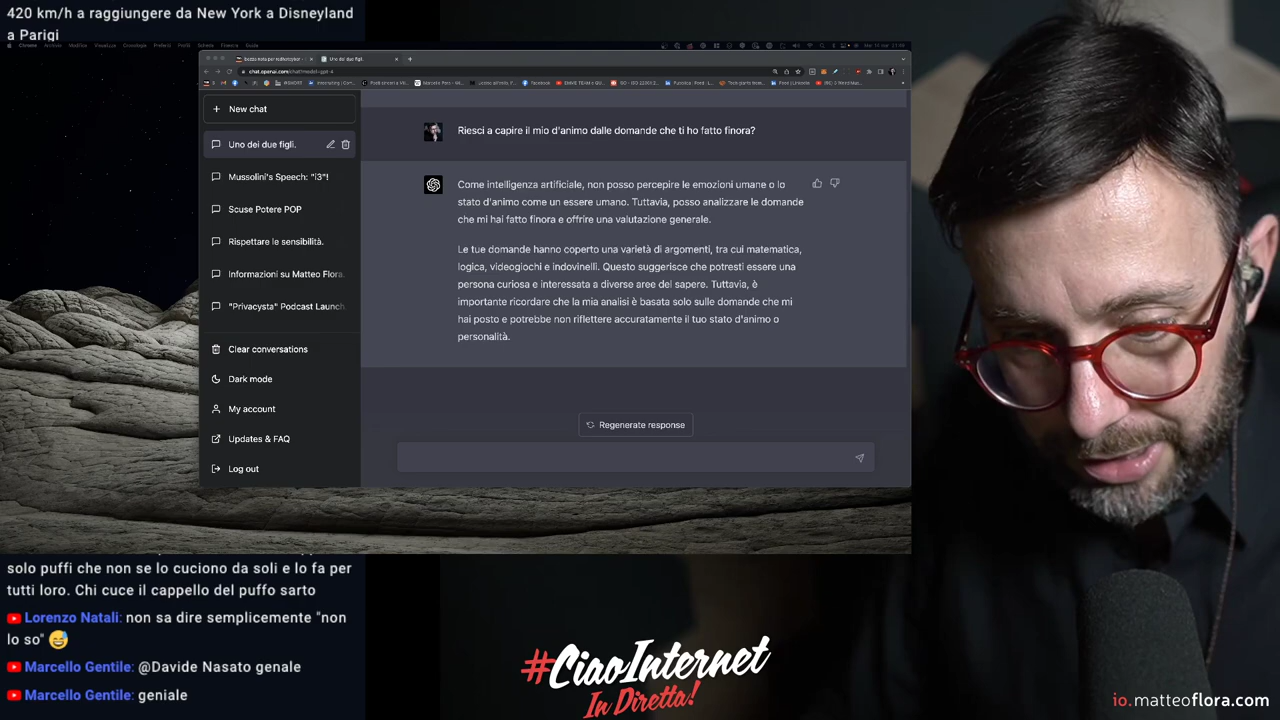 420 km/h a raggiungere da New York a Disneyland
a Parigi
New chat
Uno dei due figli.
Mussolini's Speech: "I3"!
Scuse Potere POP
Rispettare le sensibilità.
Informazioni su Matteo Flora.
"Privacysta" Podcast Launch
Clear conversations
Dark mode
My account
Updates & FAQ
Log out
Riesci a capire il mio d'animo dalle domande che ti ho fatto finora?
Come intelligenza artificiale, non posso percepire le emozioni umane o lo
stato d'animo come un essere umano. Tuttavia, posso analizzare le domande
che mi hai fatto finora e offrire una valutazione generale.
Le tue domande hanno coperto una varietà di argomenti, tra cui matematica,
logica, videogiochi e indovinelli. Questo suggerisce che potresti essere una
persona curiosa e interessata a diverse aree del sapere. Tuttavia, è
importante ricordare che la mia analisi è basata solo sulle domande che mi
hai posto e potrebbe non riflettere accuratamente il tuo stato d'animo o
personalità.
Regenerate response
solo puffi che non se lo cuciono da soli e lo fa per
tutti loro. Chi cuce il cappello del puffo sarto
Lorenzo Natali: non sa dire semplicemente "non
lo so" 😅
Marcello Gentile: @Davide Nasato genale
Marcello Gentile: geniale
#CiaoInternet
In Diretta!
io.matteoflora.com